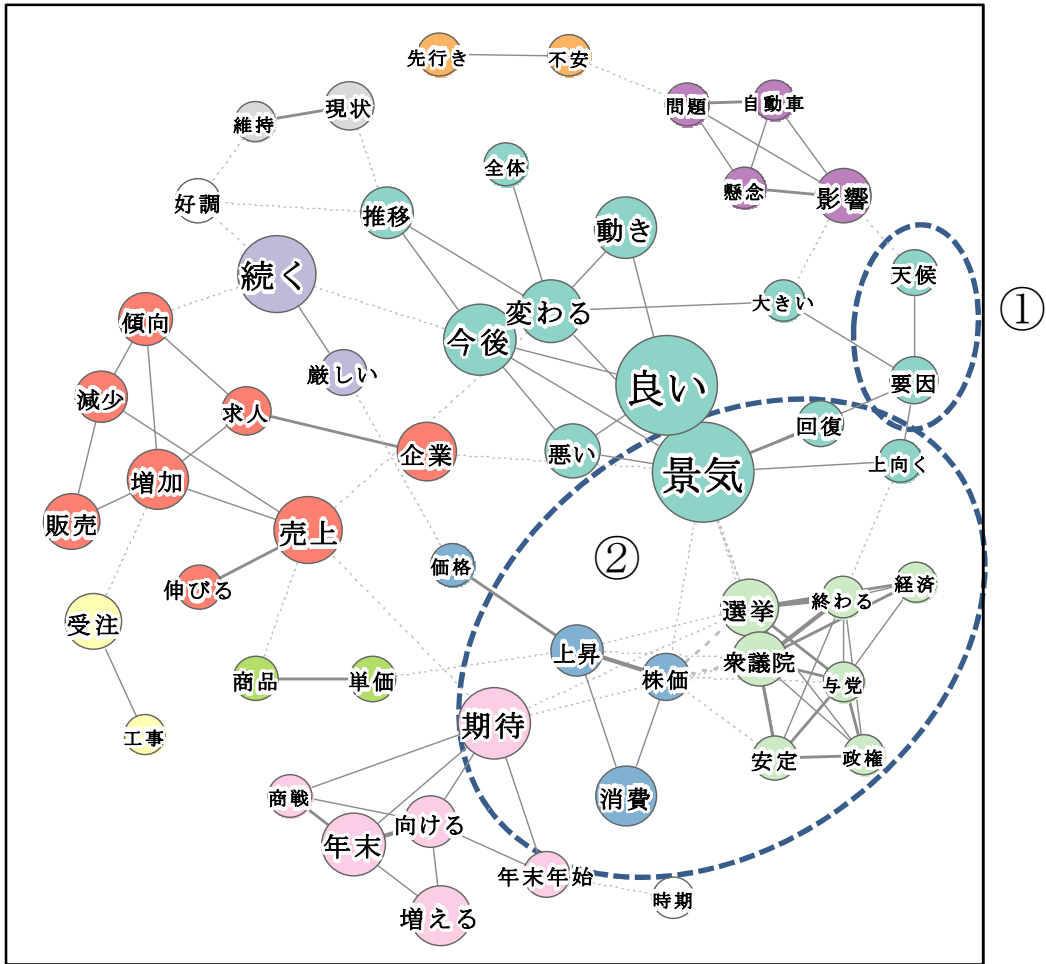 先行き
不安
問題
自動車
現状
維持
全体
懸念
影響
好調
推移
動き
続く
天候
大きい
変わる
傾向
今後
①
厳しい
良い
要因
減少
求人
回復
企業
悪い
上向く
景気
増加
販売
売上
②
価格
伸びる
経済
終わる
選挙
受注
上昇
衆議院
商品
単価
株価
与党
期待
工事
安定
政権
商戦
消費
向ける
年末
年末年始
時期
増える